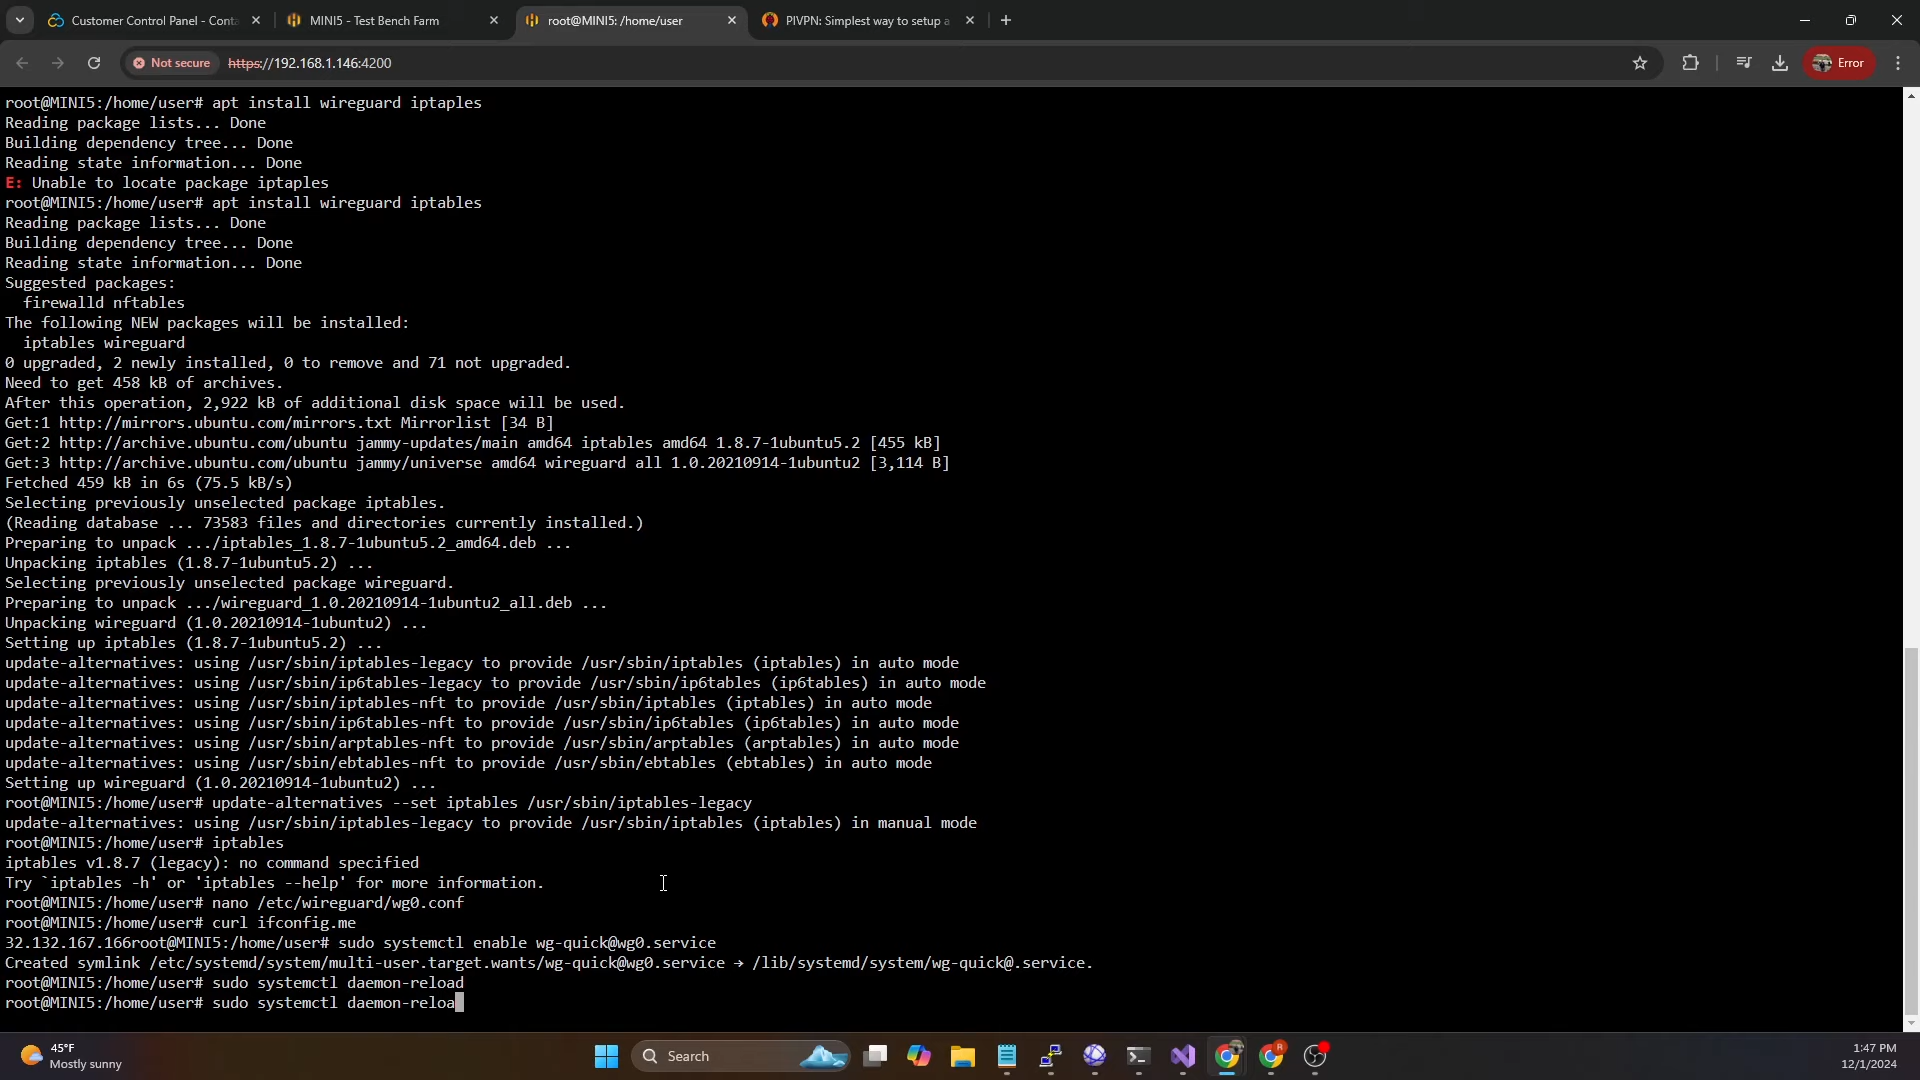 Customer Control Panel - Conta
MINI5 - Test Bench Farm
root@MINI5: /home/user
PIVPN: Simplest way to setup a
Not secure
https://192.168.1.146:4200
Error
root@MINI5:/home/user# apt install wireguard iptaples
Reading package lists... Done
Building dependency tree... Done
Reading state information... Done
E: Unable to locate package iptaples
root@MINI5:/home/user# apt install wireguard iptables
Reading package lists... Done
Building dependency tree... Done
Reading state information... Done
Suggested packages:
firewalld nftables
The following NEW packages will be installed:
iptables wireguard
0 upgraded, 2 newly installed, 0 to remove and 71 not upgraded.
Need to get 458 kB of archives.
After this operation, 2,922 kB of additional disk space will be used.
Get:1 http://mirrors.ubuntu.com/mirrors.txt Mirrorlist [34 B]
Get:2 http://archive.ubuntu.com/ubuntu jammy-updates/main amd64 iptables amd64 1.8.7-1ubuntu5.2 [455 kB]
Get:3 http://archive.ubuntu.com/ubuntu jammy/universe amd64 wireguard all 1.0.20210914-1ubuntu2 [3,114 B]
Fetched 459 kB in 6s (75.5 kB/s)
Selecting previously unselected package iptables.
(Reading database ... 73583 files and directories currently installed.)
Preparing to unpack .../iptables_1.8.7-1ubuntu5.2_amd64.deb ...
Unpacking iptables (1.8.7-1ubuntu5.2) ...
Selecting previously unselected package wireguard.
Preparing to unpack .../wireguard_1.0.20210914-1ubuntu2_all.deb ...
Unpacking wireguard (1.0.20210914-1ubuntu2) ...
Setting up iptables (1.8.7-1ubuntu5.2) ...
update-alternatives: using /usr/sbin/iptables-legacy to provide /usr/sbin/iptables (iptables) in auto mode
update-alternatives: using /usr/sbin/ip6tables-legacy to provide /usr/sbin/ip6tables (ip6tables) in auto mode
update-alternatives: using /usr/sbin/iptables-nft to provide /usr/sbin/iptables (iptables) in auto mode
update-alternatives: using /usr/sbin/ip6tables-nft to provide /usr/sbin/ip6tables (ip6tables) in auto mode
update-alternatives: using /usr/sbin/arptables-nft to provide /usr/sbin/arptables (arptables) in auto mode
update-alternatives: using /usr/sbin/ebtables-nft to provide /usr/sbin/ebtables (ebtables) in auto mode
Setting up wireguard (1.0.20210914-1ubuntu2) ...
root@MINI5:/home/user# update-alternatives --set iptables /usr/sbin/iptables-legacy
update-alternatives: using /usr/sbin/iptables-legacy to provide /usr/sbin/iptables (iptables) in manual mode
root@MINI5:/home/user# iptables
iptables v1.8.7 (legacy): no command specified
Try `iptables -h' or 'iptables --help' for more information.
root@MINI5:/home/user# nano /etc/wireguard/wg0.conf
root@MINI5:/home/user# curl ifconfig.me
32.132.167.166root@MINI5:/home/user# sudo systemctl enable wg-quick@wg0.service
Created symlink /etc/systemd/system/multi-user.target.wants/wg-quick@wg0.service → /lib/systemd/system/wg-quick@.service.
root@MINI5:/home/user# sudo systemctl daemon-reload
root@MINI5:/home/user# sudo systemctl daemon-reloa
45°F
Mostly sunny
Search
R
1:47 PM
12/1/2024